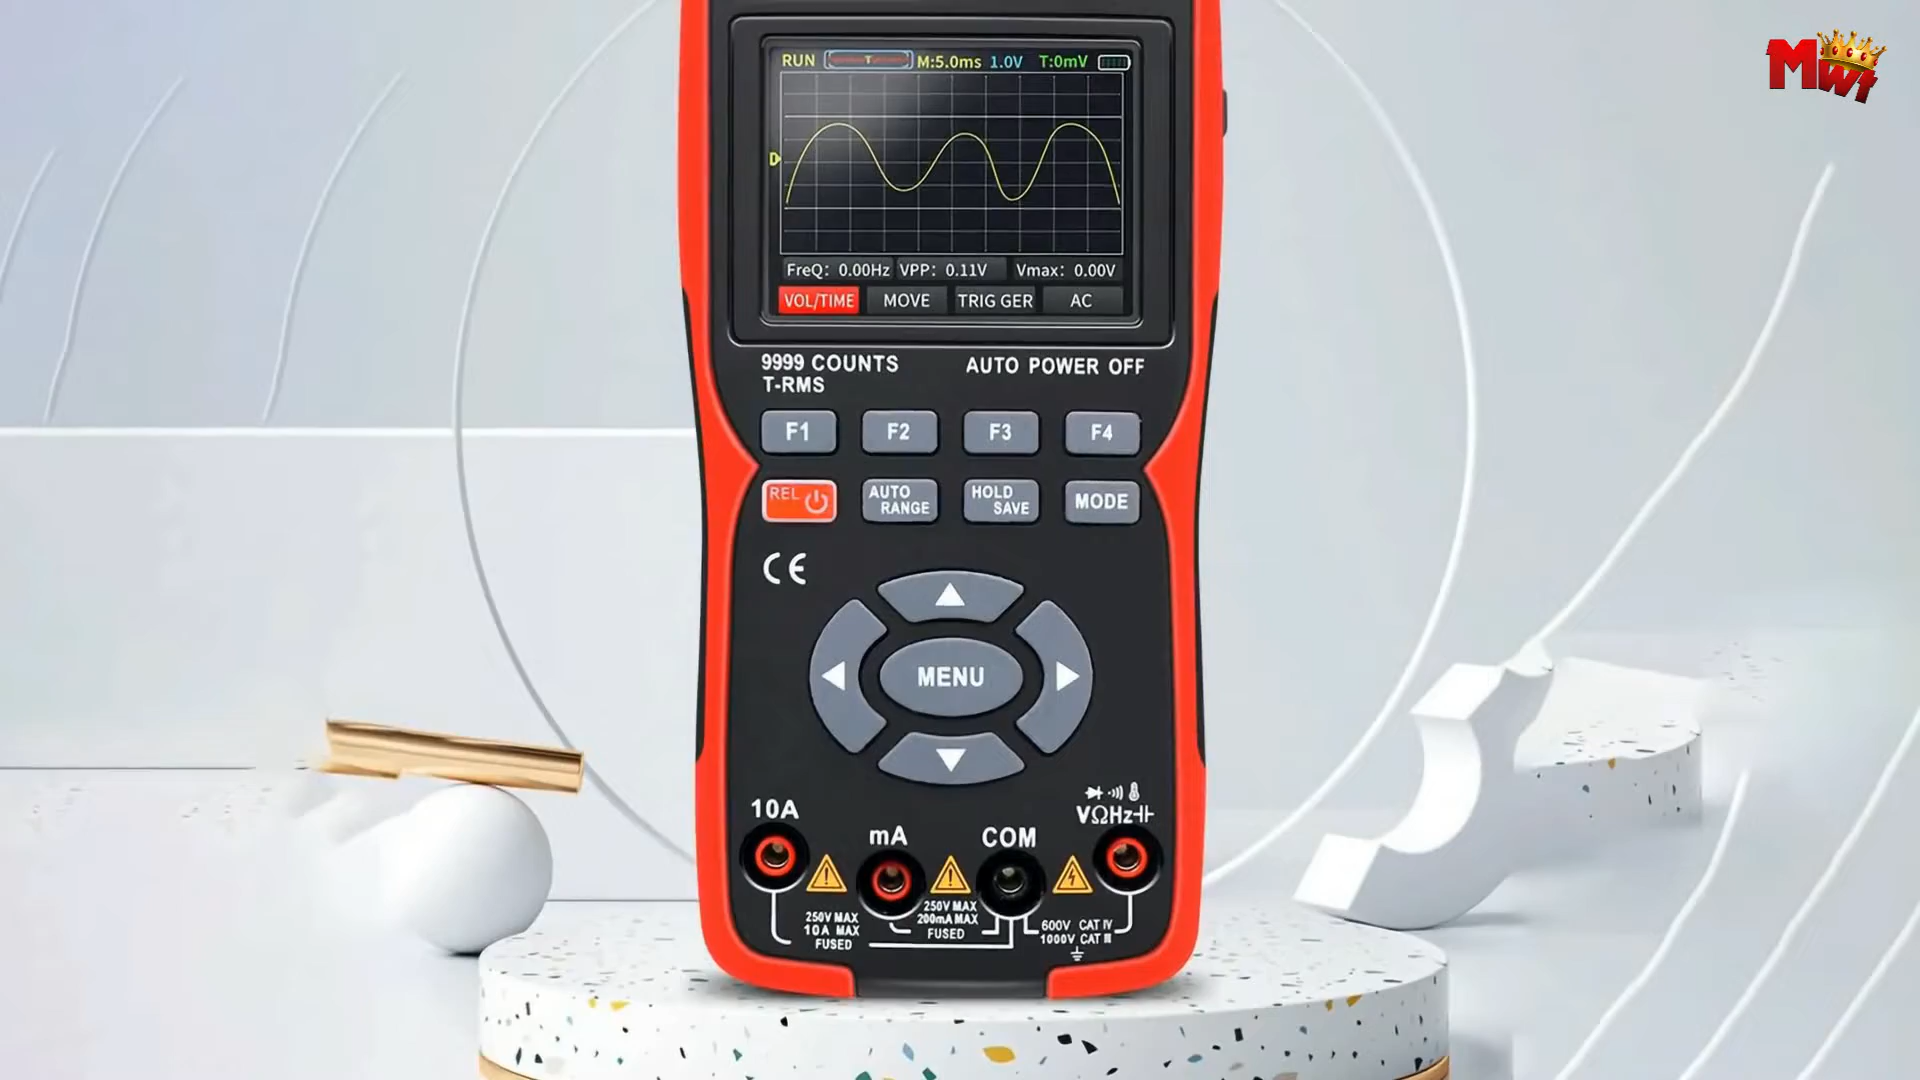 MWT
RUN T M:5.0ms 1.0V T:0mV
D
FreQ: 0.00Hz VPP: 0.11V Vmax: 0.00V
VOL/TIME MOVE TRIG GER AC
9999 COUNTS AUTO POWER OFF
T-RMS
F1 F2 F3 F4
REL AUTO RANGE HOLD SAVE MODE
CE
MENU
10A mA COM VΩHz
250V MAX
10A MAX
FUSED
250V MAX
200mA MAX
FUSED
600V CAT IV
1000V CAT III